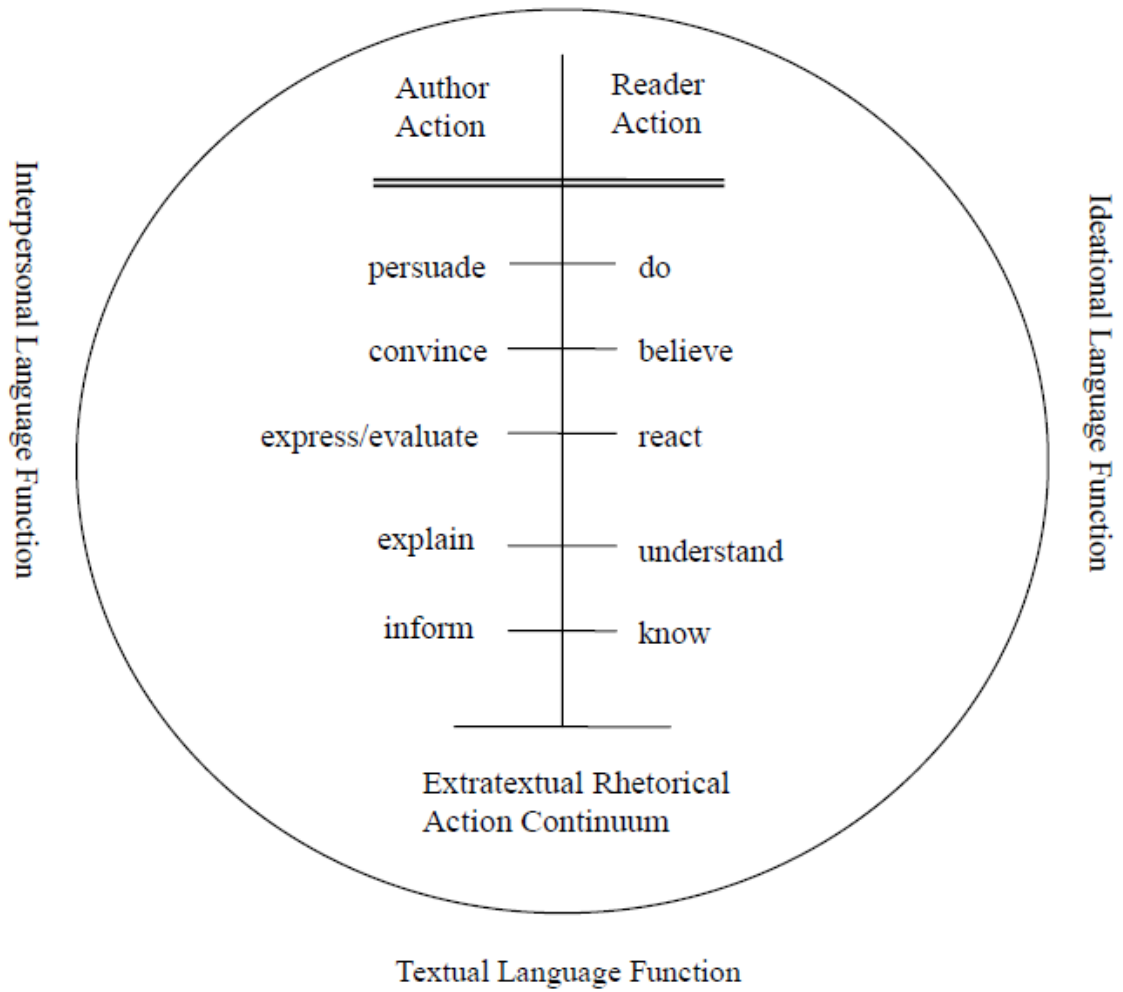 Author
Action
Reader
Action
persuade
do
convince
believe
express/evaluate
react
explain
understand
inform
know
Extratextual Rhetorical
Action Continuum
Interpersonal Language Function
Ideational Language Function
Textual Language Function